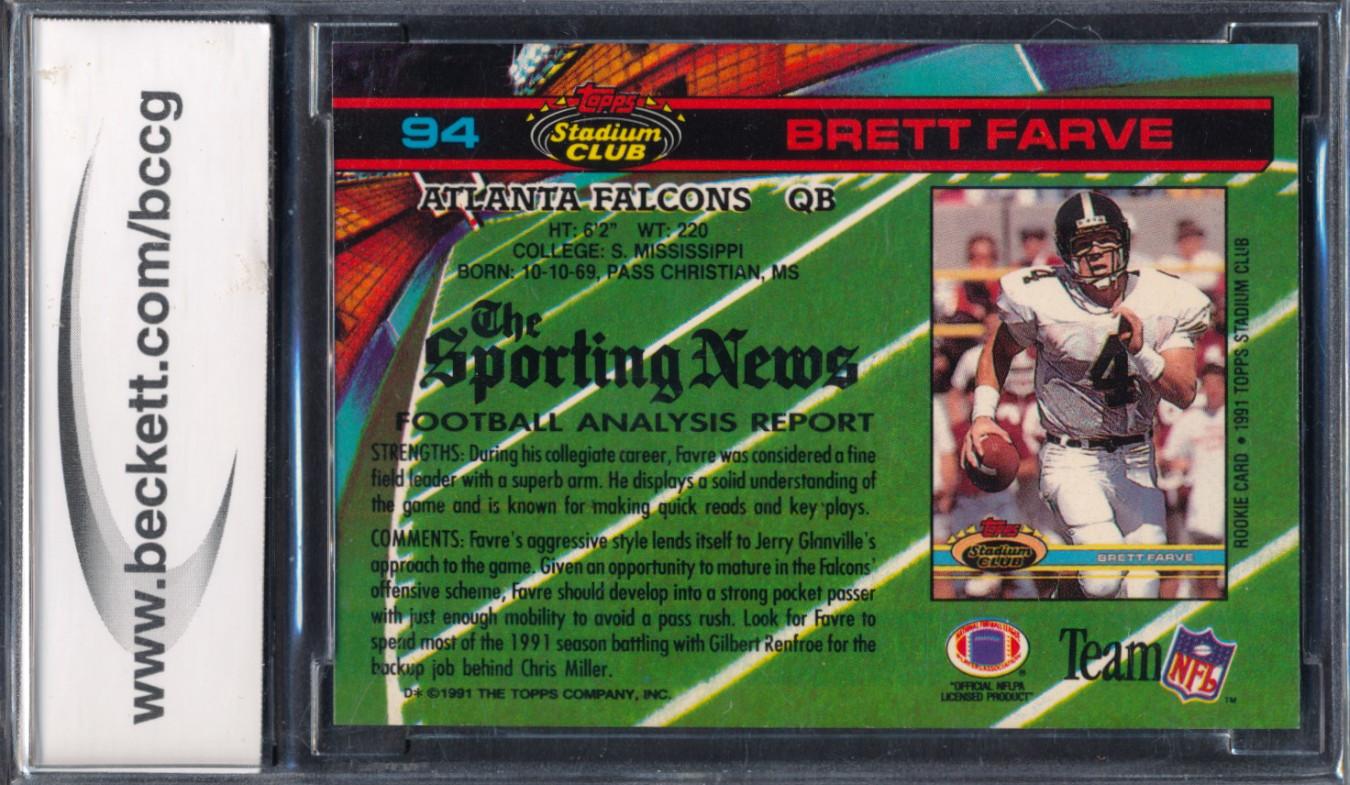 www.beckett.com/bccg
94
Topps
Stadium
CLUB
BRETT FARVE
ATLANTA FALCONS QB
HT: 6'2" WT: 220
COLLEGE: S. MISSISSIPPI
BORN: 10-10-69, PASS CHRISTIAN, MS
The
Sporting News
FOOTBALL ANALYSIS REPORT
STRENGTHS: During his collegiate career, Favre was considered a fine
field leader with a superb arm. He displays a solid understanding of
the game and is known for making quick reads and key plays.
COMMENTS: Favre's aggressive style lends itself to Jerry Glanville's
approach to the game. Given an opportunity to mature in the Falcons'
offensive scheme, Favre should develop into a strong pocket passer
with just enough mobility to avoid a pass rush. Look for Favre to
spend most of the 1991 season battling with Gilbert Renfroe for the
backup job behind Chris Miller.
D* ©1991 THE TOPPS COMPANY, INC.
4
4
Topps
Stadium
CLUB
BRETT FARVE
ROOKIE CARD • 1991 TOPPS STADIUM CLUB
®
"OFFICIAL NFLPA
LICENSED PRODUCT"
Team NFL
TM